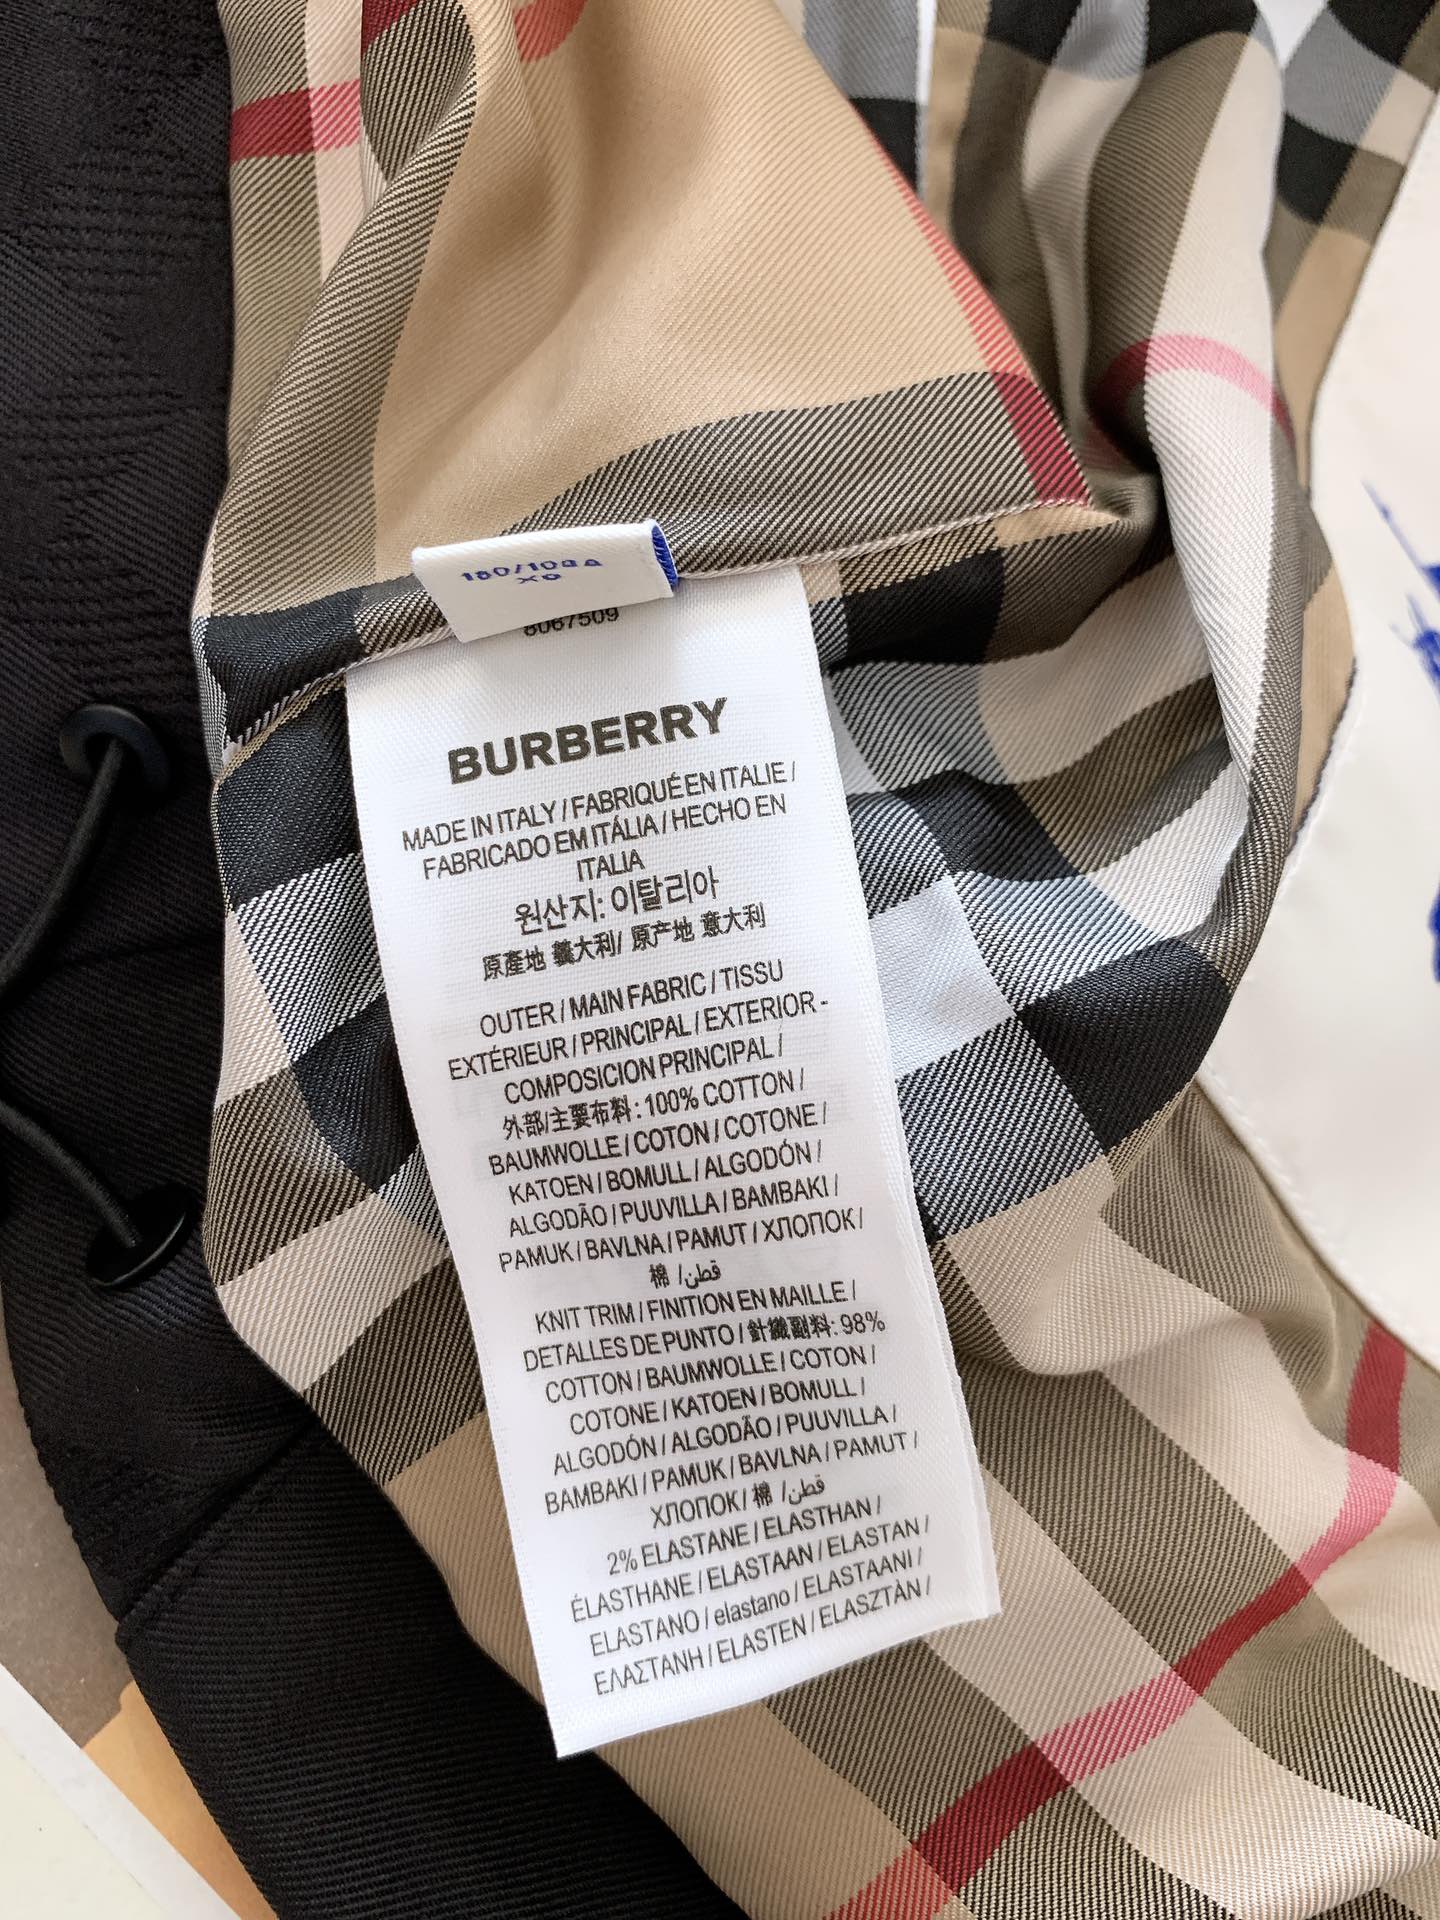 8067509
BURBERRY
MADE IN ITALY / FABRIQUÉ EN ITALIE /
FABRICADO EM ITÁLIA / HECHO EN
ITALIA
원산지: 이탈리아
原產地 義大利/ 原产地 意大利
OUTER / MAIN FABRIC / TISSU
EXTÉRIEUR / PRINCIPAL / EXTERIOR -
COMPOSICION PRINCIPAL /
外部/主要布料 : 100% COTTON /
BAUMWOLLE / COTON / COTONE /
KATOEN / BOMULL / ALGODÓN /
ALGODÃO / PUUVILLA / BAMBAKI /
PAMUK / BAVLNA / PAMUT / ХЛОПОК /
棉 /قطن
KNIT TRIM / FINITION EN MAILLE /
DETALLES DE PUNTO / 針織副料: 98%
COTTON / BAUMWOLLE / COTON /
COTONE / KATOEN / BOMULL /
ALGODÓN / ALGODÃO / PUUVILLA /
BAMBAKI / PAMUK / BAVLNA / PAMUT /
ХЛОПОК / 棉 /قطن
2% ELASTANE / ELASTHAN /
ÉLASTHANE / ELASTAAN / ELASTAN /
ELASTANO / elastano / ELASTAANI /
ΕΛΑΣΤΑΝΗ / ELASTEN / ELASZTÁN /